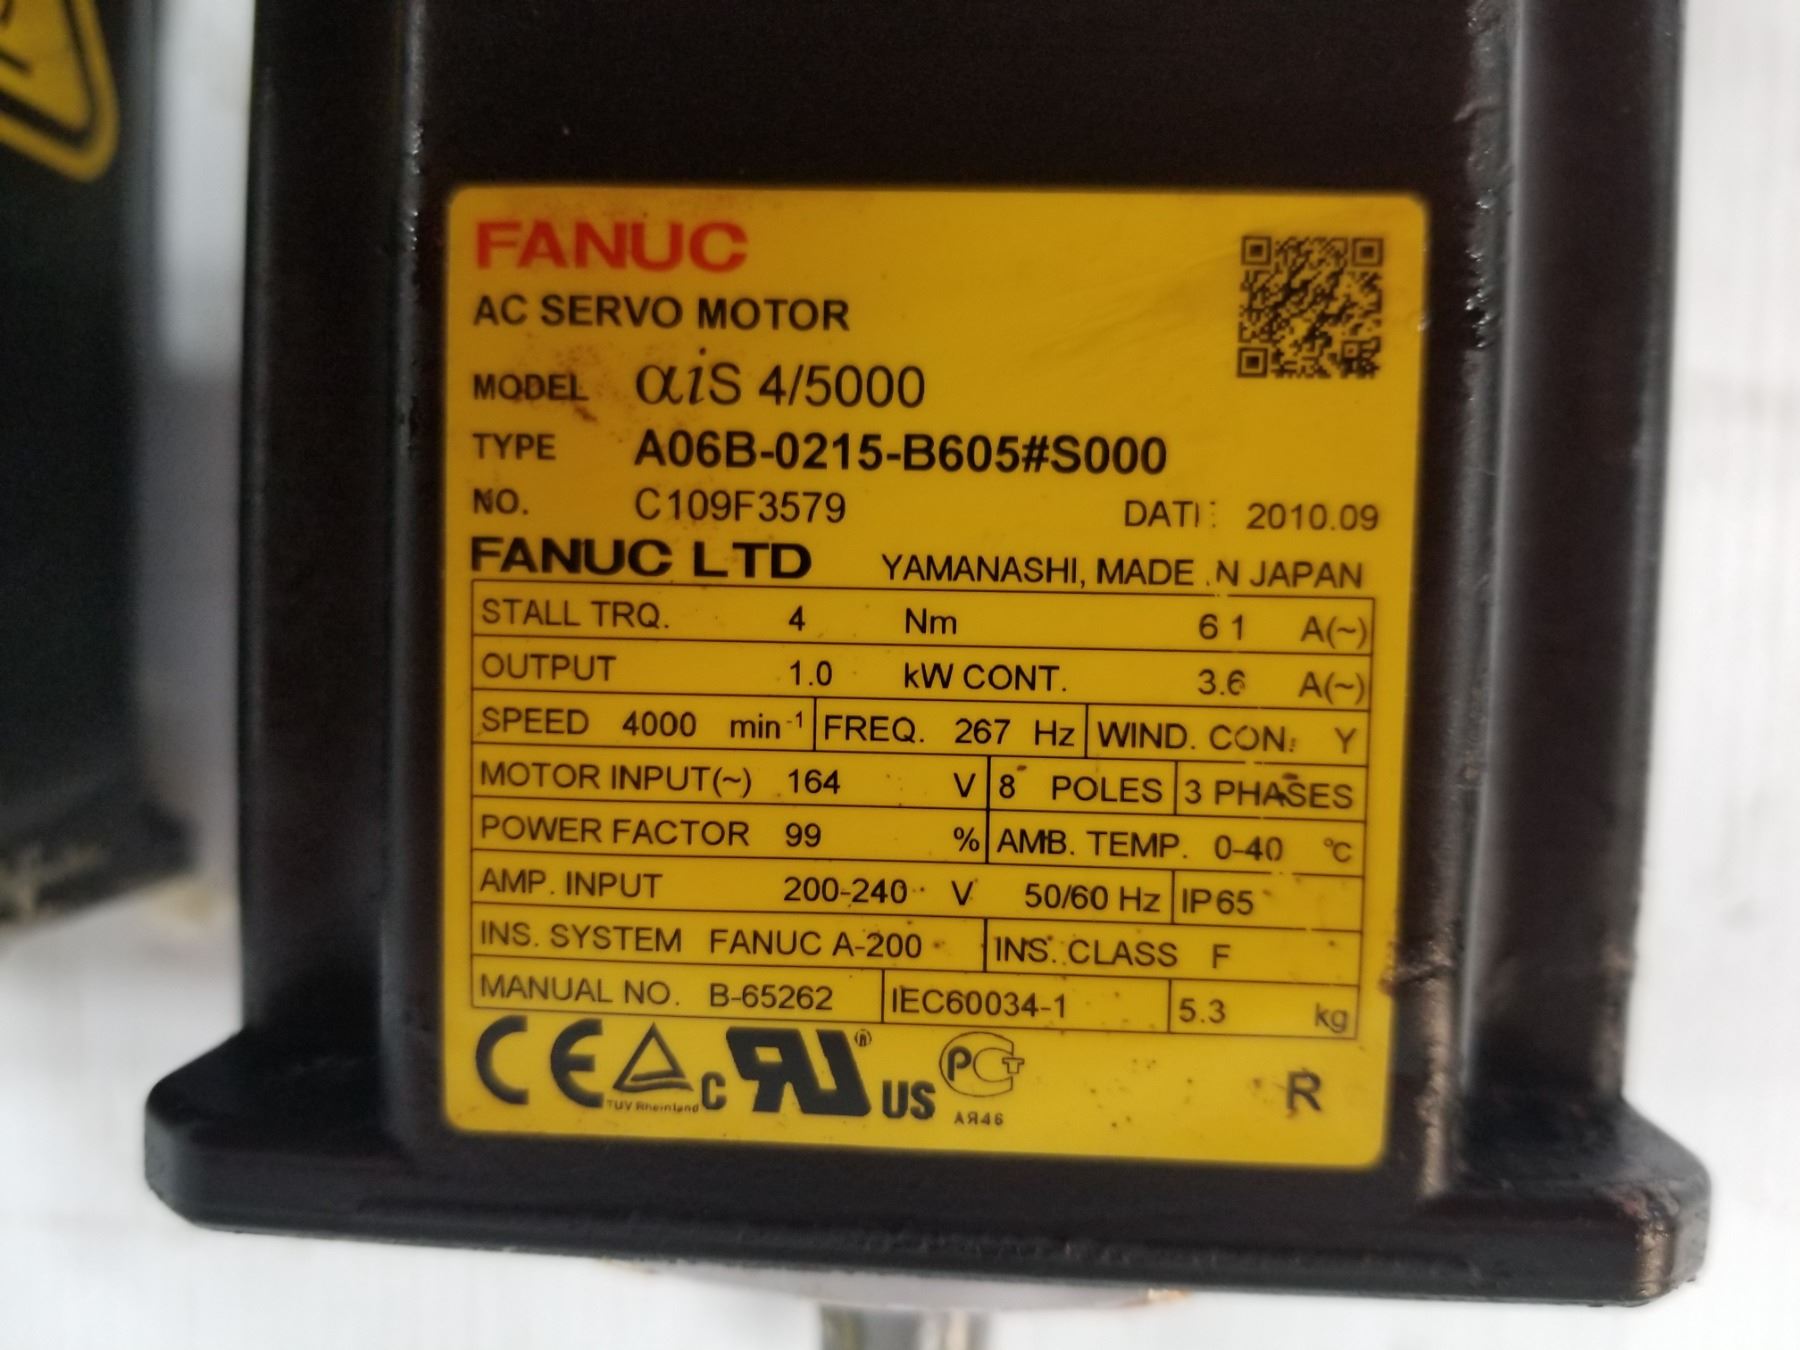 FANUC
AC SERVO MOTOR
MODEL αiS 4/5000
TYPE A06B-0215-B605#S000
NO. C109F3579 DATE 2010.09
FANUC LTD YAMANASHI, MADE IN JAPAN
STALL TRQ. 4 Nm 6.1 A(~)
OUTPUT 1.0 kW CONT. 3.6 A(~)
SPEED 4000 min-1 FREQ. 267 Hz WIND. CON. Y
MOTOR INPUT(~) 164 V 8 POLES 3 PHASES
POWER FACTOR 99 % AMB. TEMP. 0-40 °C
AMP. INPUT 200-240 V 50/60 Hz IP65
INS. SYSTEM FANUC A-200 INS. CLASS F
MANUAL NO. B-65262 IEC60034-1 5.3 kg
CE TUV Rheinland C RU ® US PCT R
АЯ46